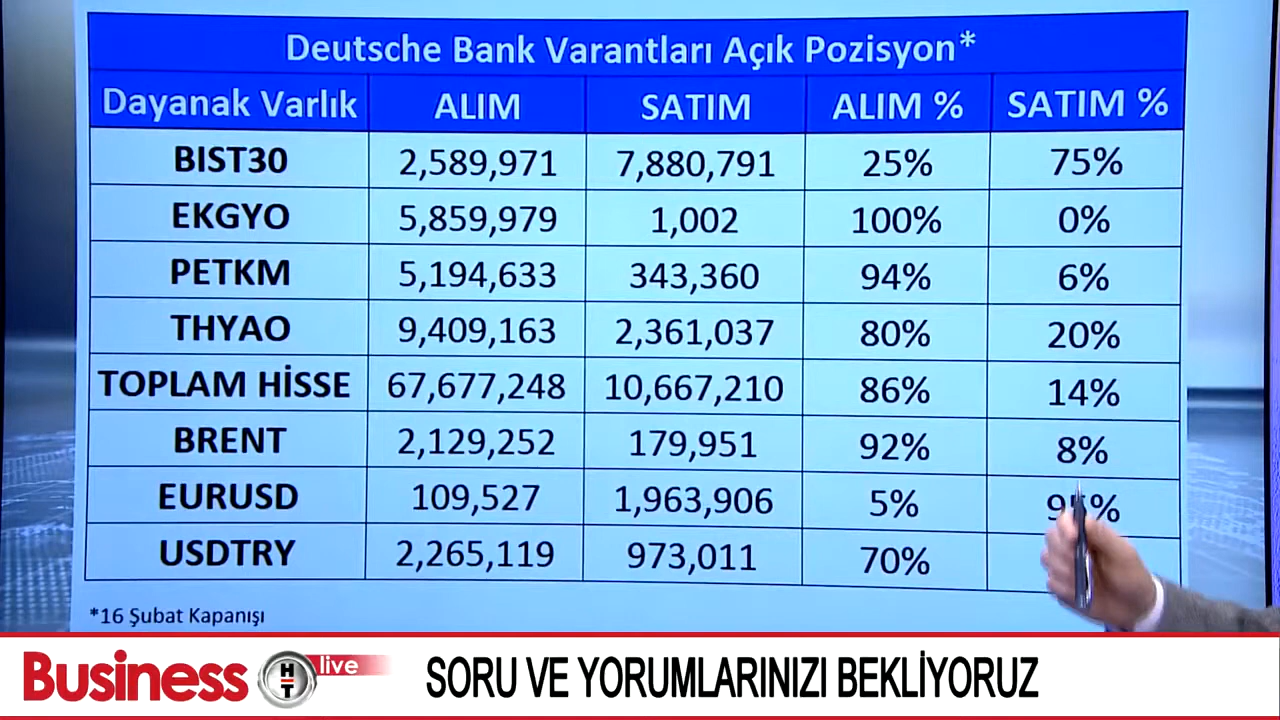 Deutsche Bank Varantları Açık Pozisyon*
Dayanak Varlık ALIM SATIM ALIM % SATIM %
BIST30 2,589,971 7,880,791 25% 75%
EKGYO 5,859,979 1,002 100% 0%
PETKM 5,194,633 343,360 94% 6%
THYAO 9,409,163 2,361,037 80% 20%
TOPLAM HİSSE 67,677,248 10,667,210 86% 14%
BRENT 2,129,252 179,951 92% 8%
EURUSD 109,527 1,963,906 5% 95%
USDTRY 2,265,119 973,011 70%
*16 Şubat Kapanışı
Business HT live
SORU VE YORUMLARINIZI BEKLİYORUZ